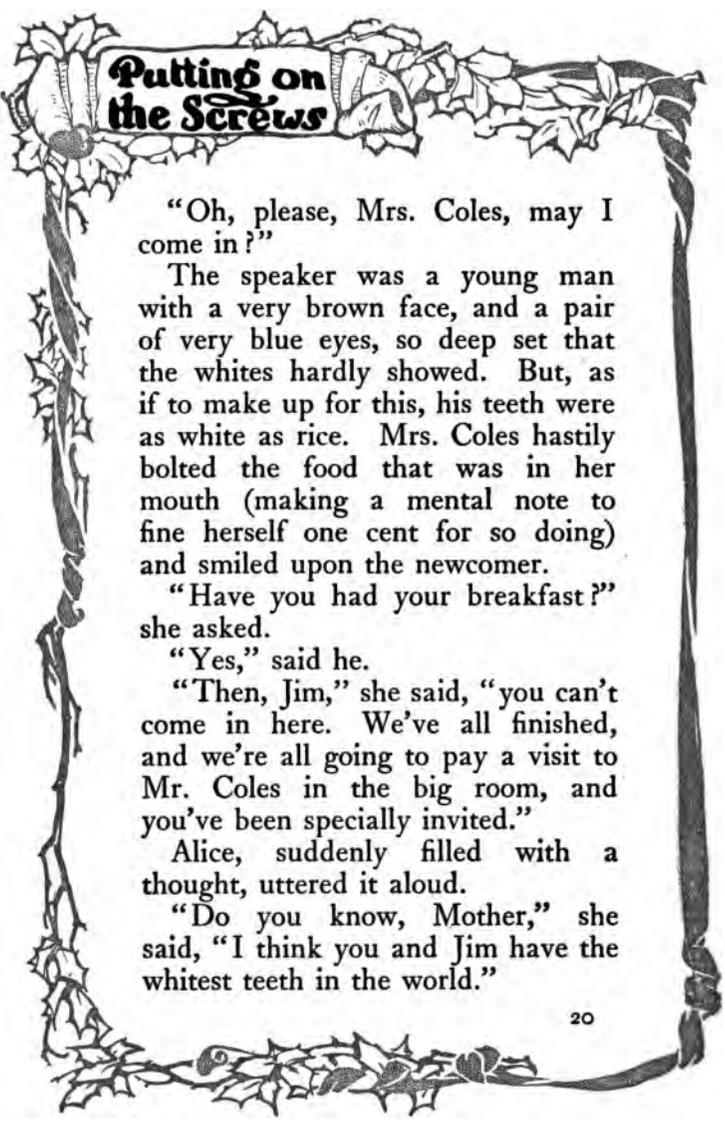 Putting on
the Screws
"Oh, please, Mrs. Coles, may I
come in?"
The speaker was a young man
with a very brown face, and a pair
of very blue eyes, so deep set that
the whites hardly showed. But, as
if to make up for this, his teeth were
as white as rice. Mrs. Coles hastily
bolted the food that was in her
mouth (making a mental note to
fine herself one cent for so doing)
and smiled upon the newcomer.
"Have you had your breakfast?"
she asked.
"Yes," said he.
"Then, Jim," she said, "you can't
come in here. We've all finished,
and we're all going to pay a visit to
Mr. Coles in the big room, and
you've been specially invited."
Alice, suddenly filled with a
thought, uttered it aloud.
"Do you know, Mother," she
said, "I think you and Jim have the
whitest teeth in the world."
20